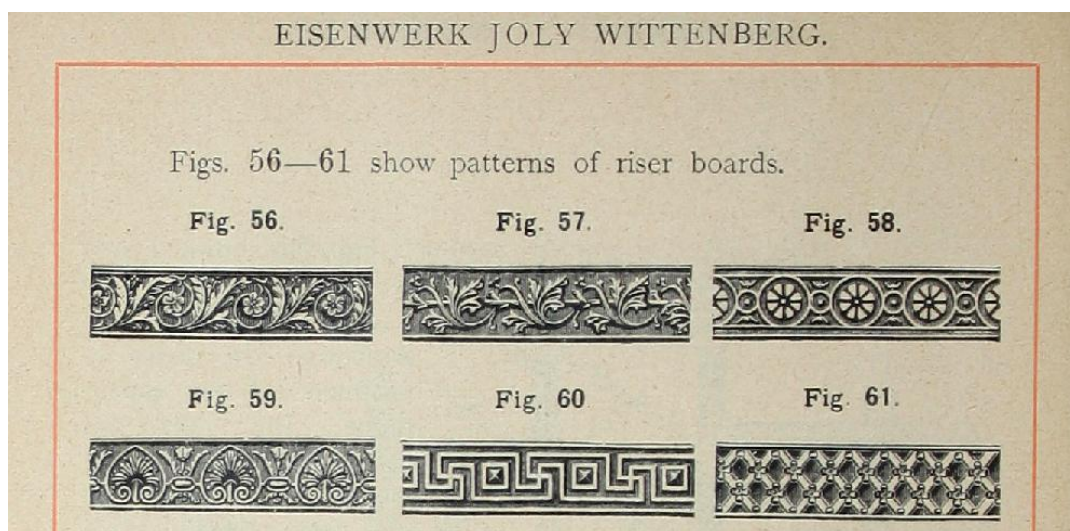 EISENWERK JOLY WITTENBERG.
Figs. 56—61 show patterns of riser boards.
Fig. 56. Fig. 57. Fig. 58.
Fig. 59. Fig. 60 Fig. 61.